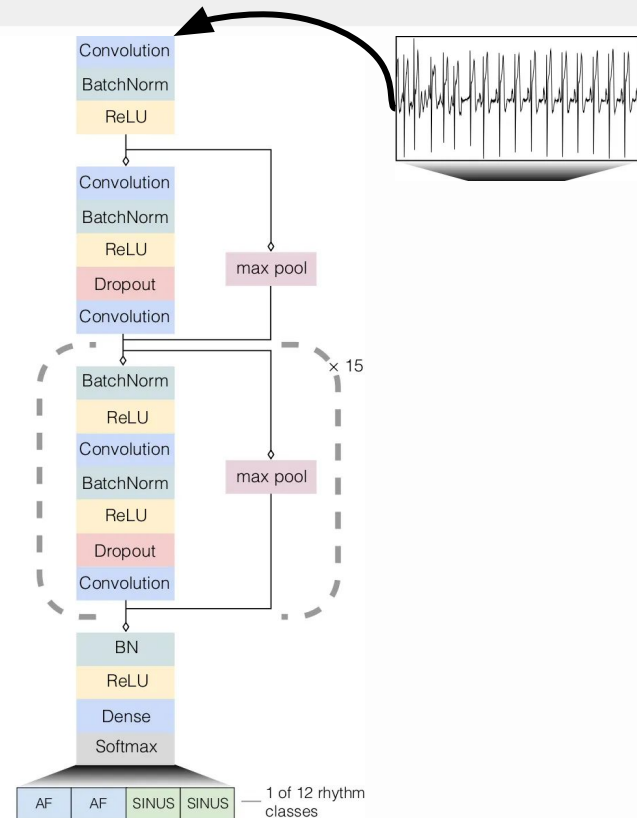 Convolution
BatchNorm
ReLU
Convolution
BatchNorm
ReLU
Dropout
Convolution
max pool
× 15
BatchNorm
ReLU
Convolution
BatchNorm
ReLU
Dropout
Convolution
max pool
BN
ReLU
Dense
Softmax
AF AF SINUS SINUS
1 of 12 rhythm
classes